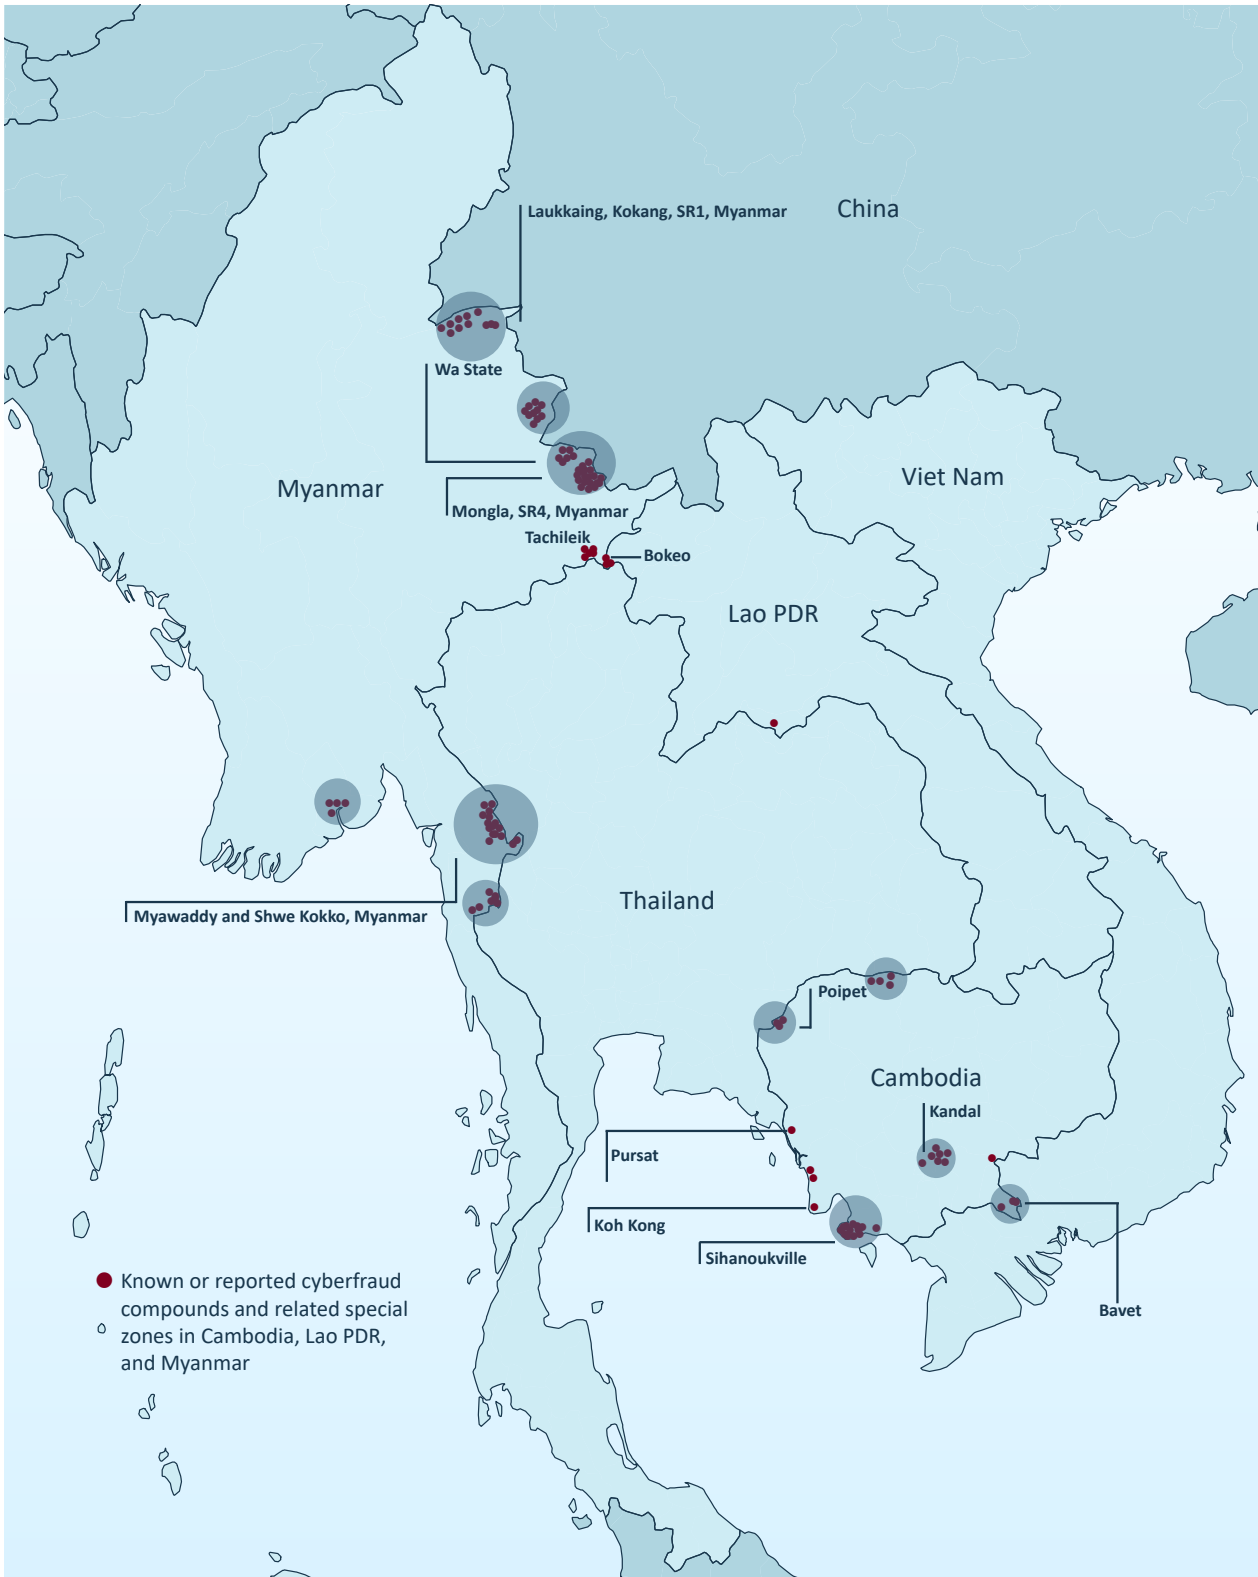 Laukkaing, Kokang, SR1, Myanmar
China
Wa State
Myanmar
Viet Nam
Mongla, SR4, Myanmar
Tachileik
Bokeo
Lao PDR
Thailand
Myawaddy and Shwe Kokko, Myanmar
Poipet
Cambodia
Kandal
Pursat
Koh Kong
Sihanoukville
Bavet
Known or reported cyberfraud
compounds and related special
zones in Cambodia, Lao PDR,
and Myanmar